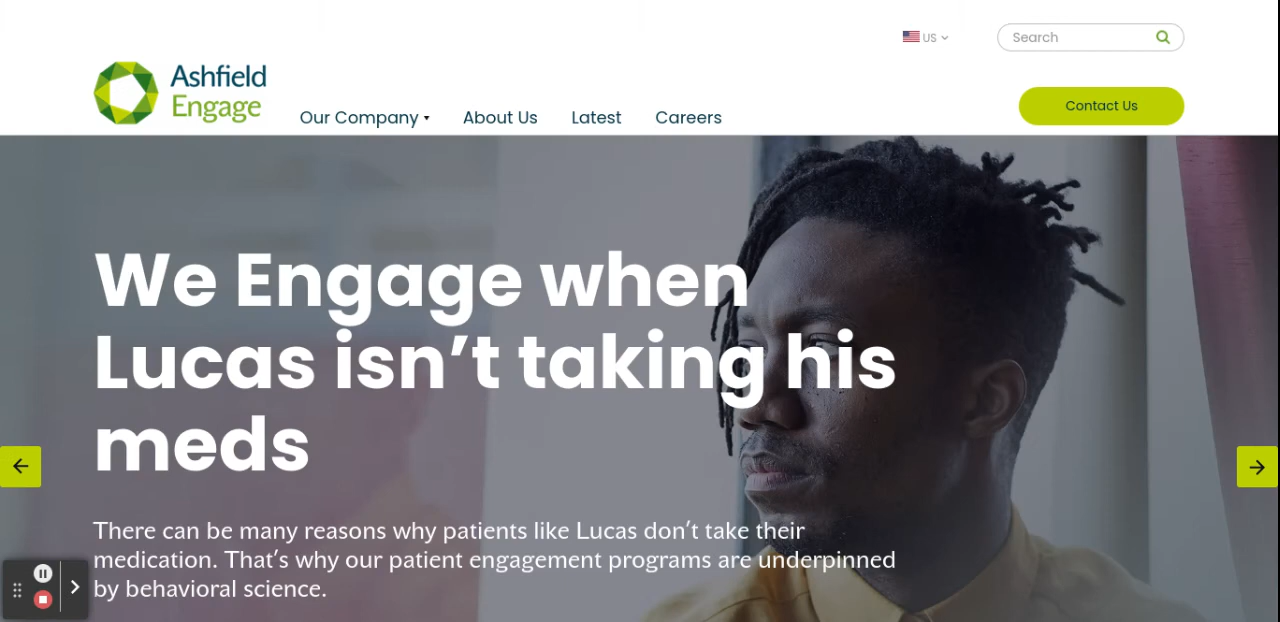 US
Search
Ashfield
Engage
Our Company
About Us
Latest
Careers
Contact Us
We Engage when
Lucas isn’t taking his
meds
There can be many reasons why patients like Lucas don’t take their
medication. That’s why our patient engagement programs are underpinned
by behavioral science.